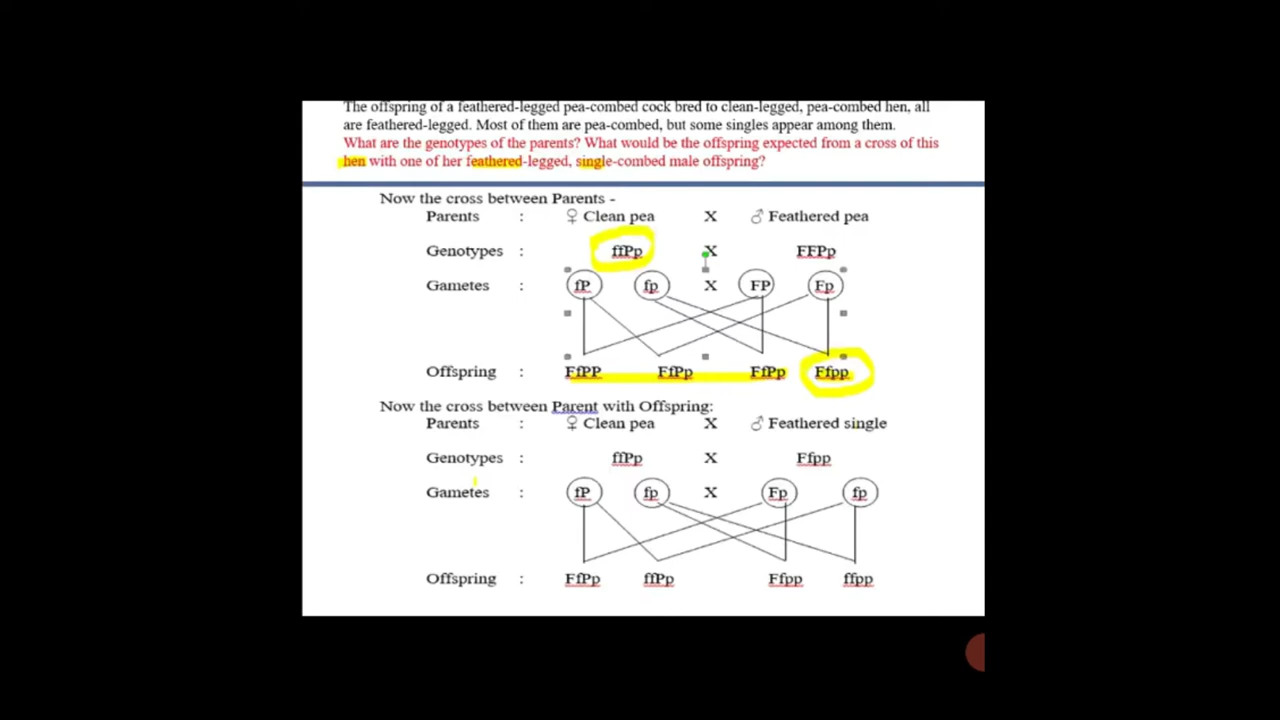 The offspring of a feathered-legged pea-combed cock bred to clean-legged, pea-combed hen, all
are feathered-legged. Most of them are pea-combed, but some singles appear among them.
What are the genotypes of the parents? What would be the offspring expected from a cross of this
hen with one of her feathered-legged, single-combed male offspring?
Now the cross between Parents -
Parents : ♀ Clean pea X ♂ Feathered pea
Genotypes : ffPp X FFPp
Gametes : fP fp X FP Fp
Offspring : FfPP FfPp FfPp Ffpp
Now the cross between Parent with Offspring:
Parents : ♀ Clean pea X ♂ Feathered single
Genotypes : ffPp X Ffpp
Gametes : fP fp X Fp fp
Offspring : FfPp ffPp Ffpp ffpp